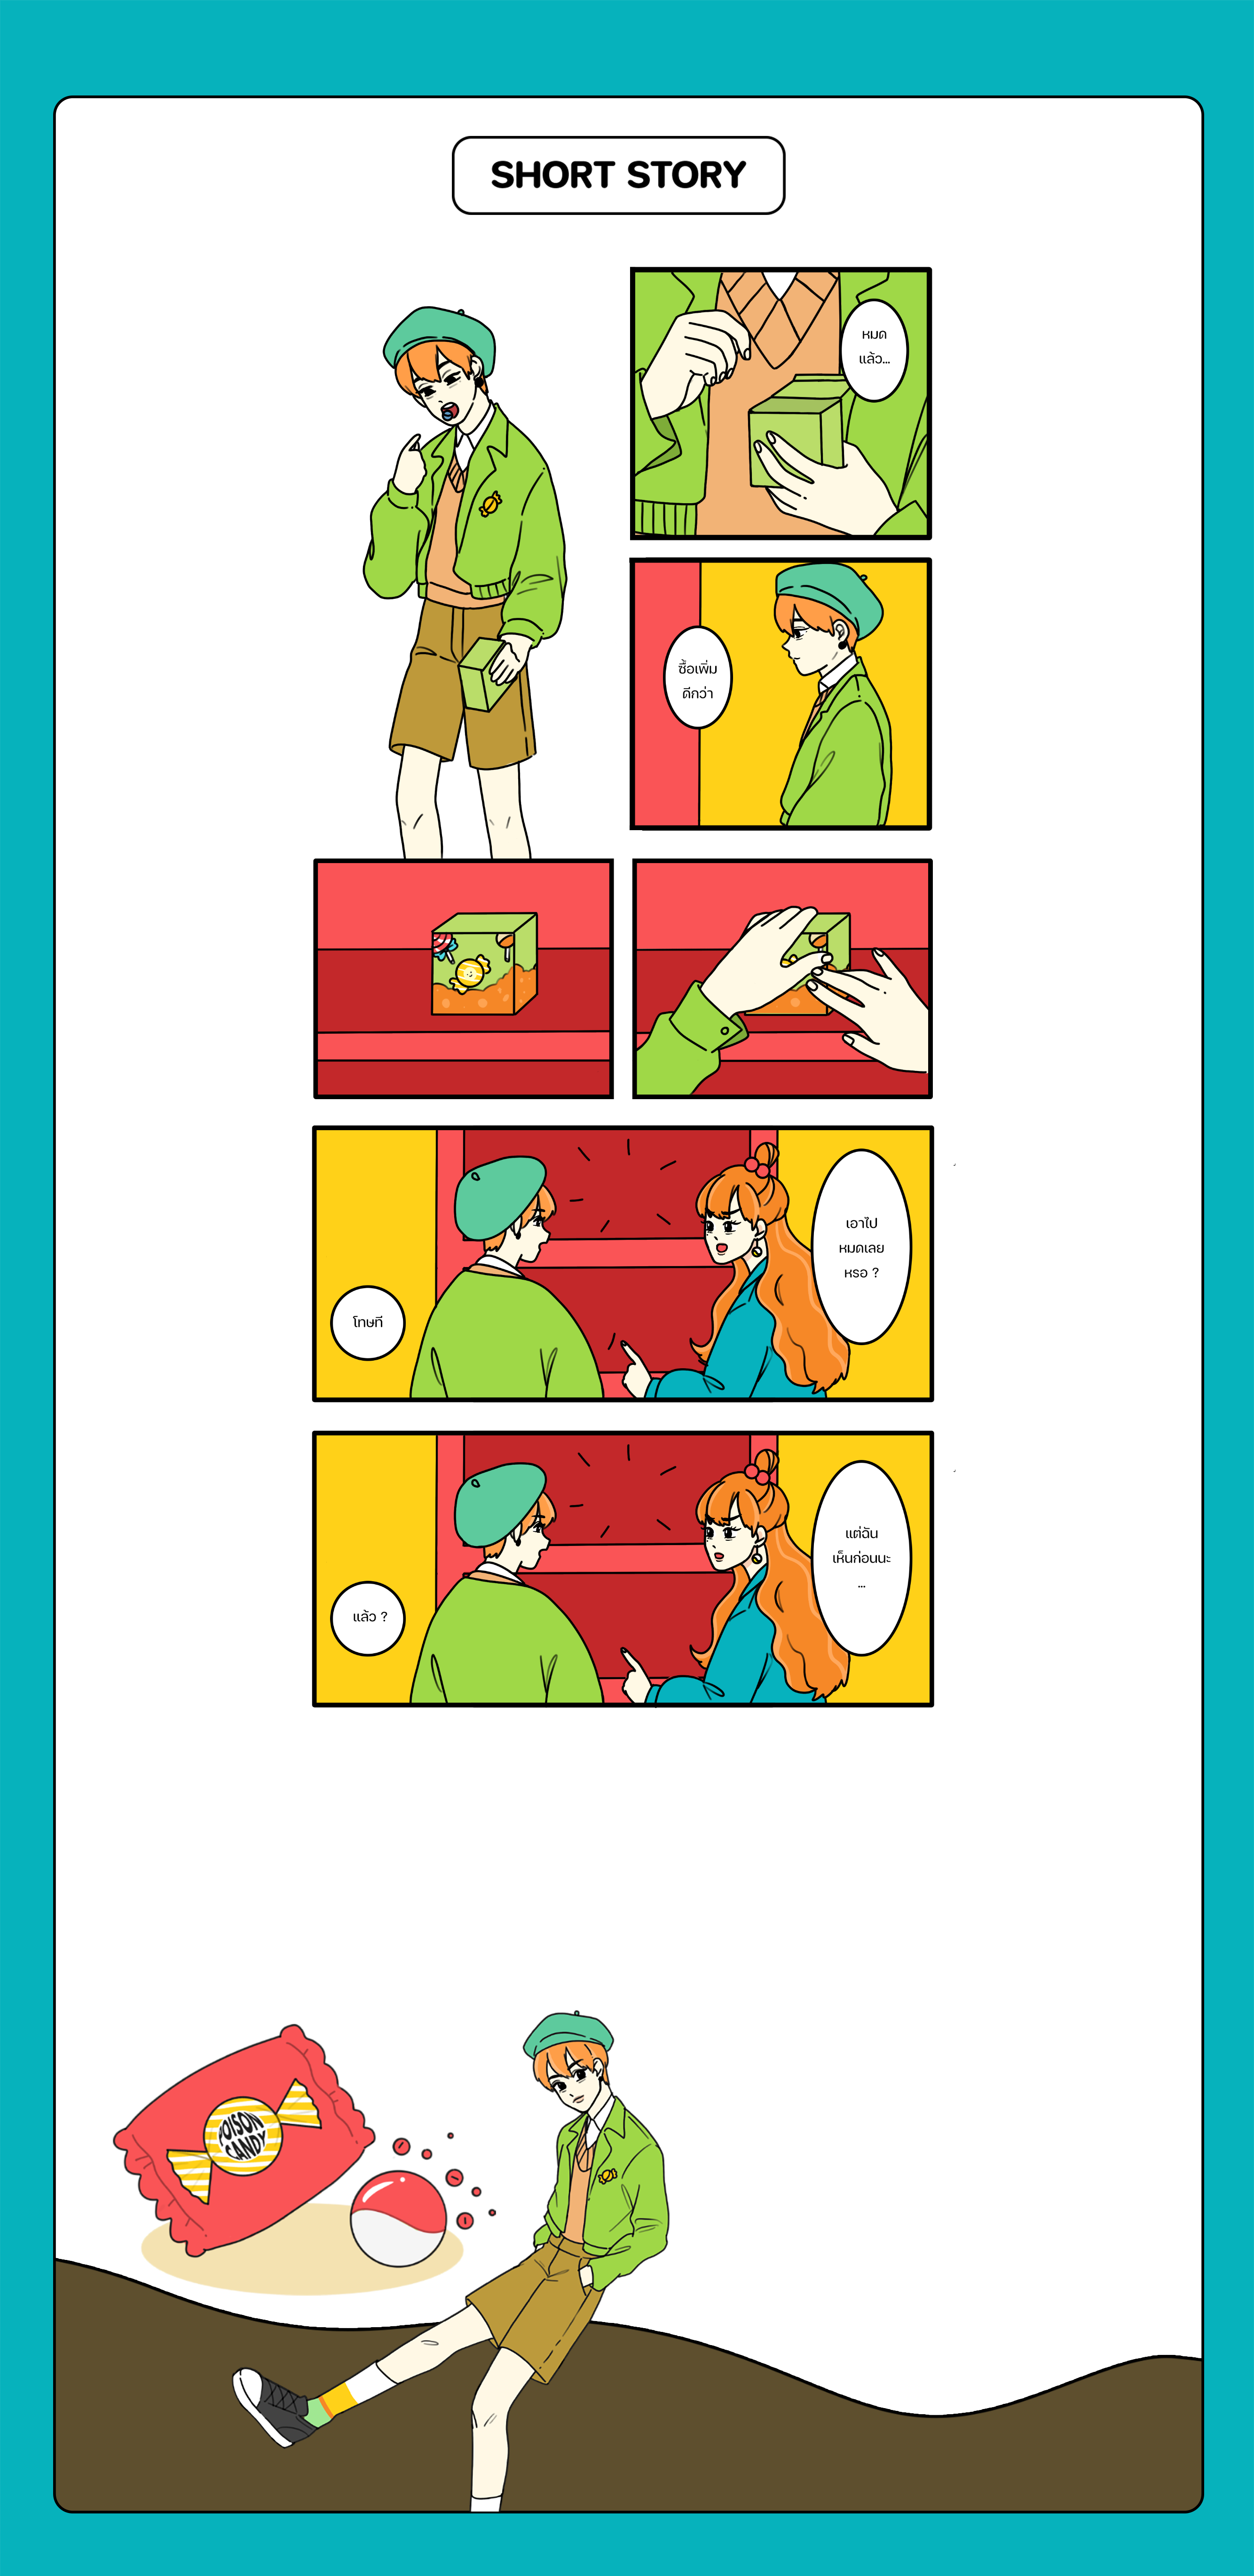 SHORT STORY
หมด
แล้ว...
ซื้อเพิ่ม
ดีกว่า
เอาไป
หมดเลย
หรอ ?
โทษที
แต่ฉัน
เห็นก่อนนะ
...
แล้ว ?
POISON
CANDY